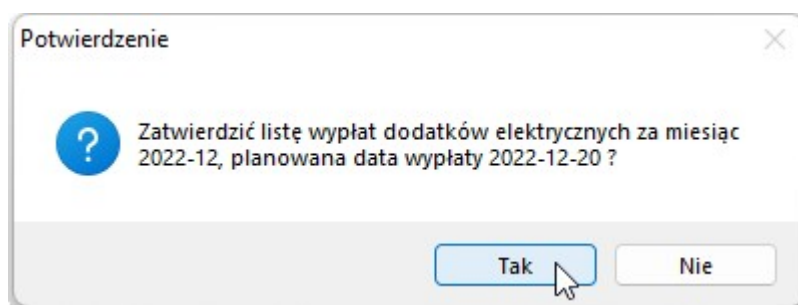 Potwierdzenie
Zatwierdzić listę wypłat dodatków elektrycznych za miesiąc
2022-12, planowana data wypłaty 2022-12-20 ?
Tak
Nie